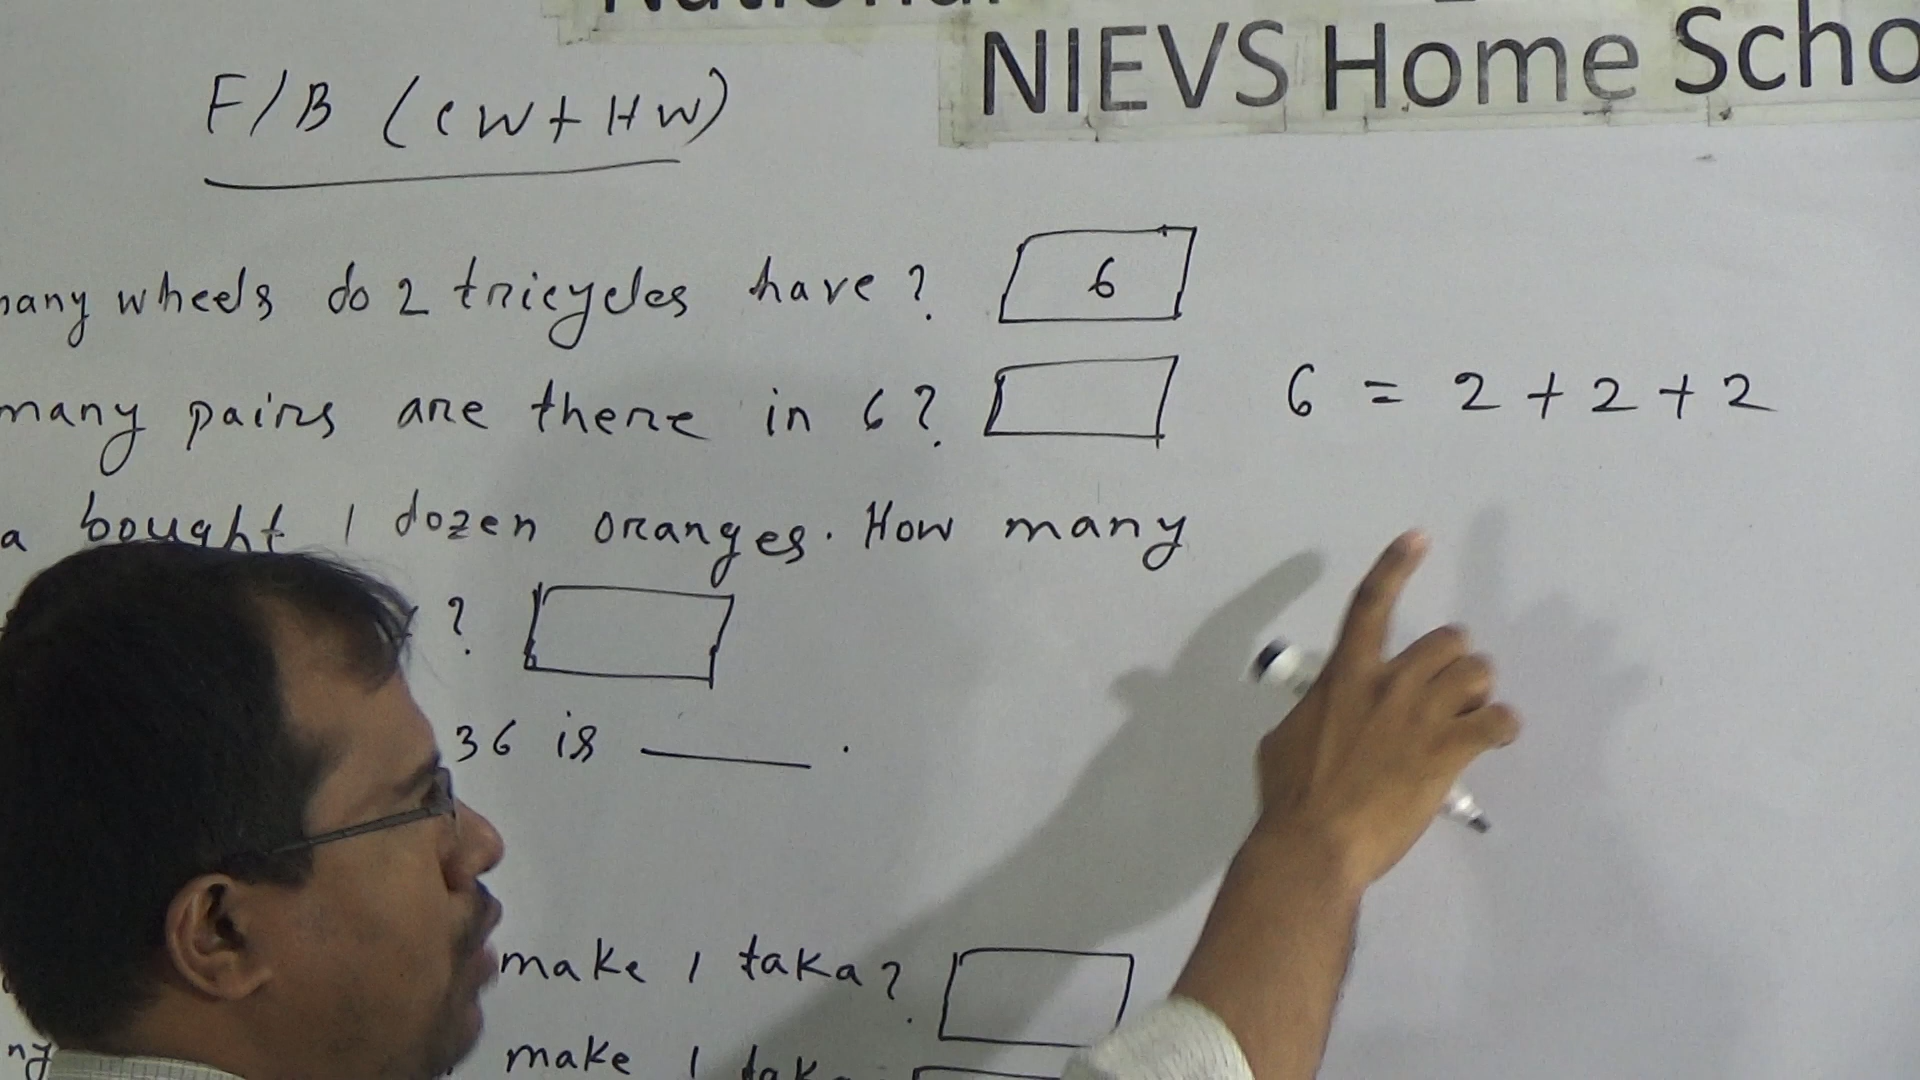 NIEVS Home Scho
F/B (CW+HW)
many wheels do 2 tricycles have? 6
many pairs are there in 6? 6 = 2 + 2 + 2
a bought 1 dozen oranges. How many
?
36 is ______ .
make 1 taka?
make 1